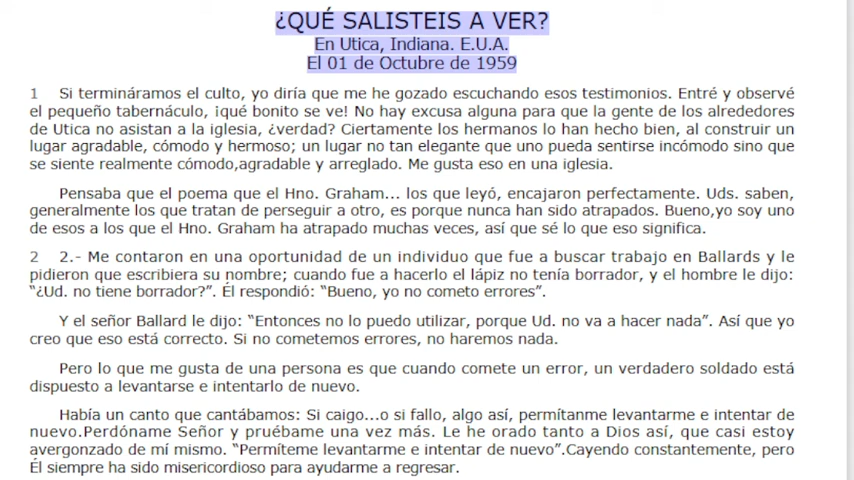 ¿QUÉ SALISTEIS A VER?
En Utica, Indiana. E.U.A.
El 01 de Octubre de 1959
1 Si termináramos el culto, yo diría que me he gozado escuchando esos testimonios. Entré y observé
el pequeño tabernáculo, ¡qué bonito se ve! No hay excusa alguna para que la gente de los alrededores
de Utica no asistan a la iglesia, ¿verdad? Ciertamente los hermanos lo han hecho bien, al construir un
lugar agradable, cómodo y hermoso; un lugar no tan elegante que uno pueda sentirse incómodo sino que
se siente realmente cómodo,agradable y arreglado. Me gusta eso en una iglesia.
Pensaba que el poema que el Hno. Graham... los que leyó, encajaron perfectamente. Uds. saben,
generalmente los que tratan de perseguir a otro, es porque nunca han sido atrapados. Bueno,yo soy uno
de esos a los que el Hno. Graham ha atrapado muchas veces, así que sé lo que eso significa.
2 2.- Me contaron en una oportunidad de un individuo que fue a buscar trabajo en Ballards y le
pidieron que escribiera su nombre; cuando fue a hacerlo el lápiz no tenía borrador, y el hombre le dijo:
“¿Ud. no tiene borrador?”. Él respondió: “Bueno, yo no cometo errores”.
Y el señor Ballard le dijo: “Entonces no lo puedo utilizar, porque Ud. no va a hacer nada”. Así que yo
creo que eso está correcto. Si no cometemos errores, no haremos nada.
Pero lo que me gusta de una persona es que cuando comete un error, un verdadero soldado está
dispuesto a levantarse e intentarlo de nuevo.
Había un canto que cantábamos: Si caigo...o si fallo, algo así, permítanme levantarme e intentar de
nuevo.Perdóname Señor y pruébame una vez más. Le he orado tanto a Dios así, que casi estoy
avergonzado de mí mismo. “Permíteme levantarme e intentar de nuevo”.Cayendo constantemente, pero
Él siempre ha sido misericordioso para ayudarme a regresar.